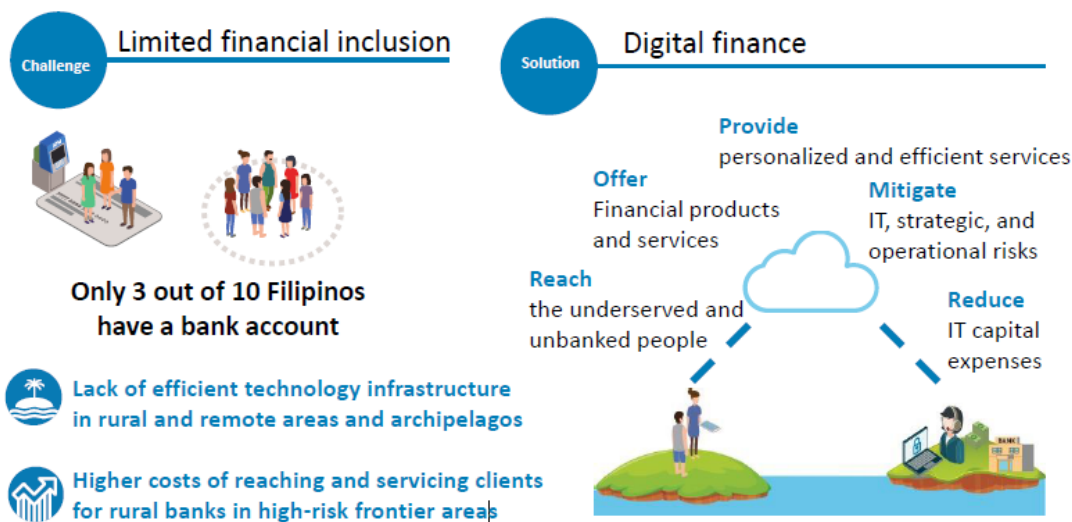 Challenge
Limited financial inclusion
Only 3 out of 10 Filipinos
have a bank account
Lack of efficient technology infrastructure
in rural and remote areas and archipelagos
Higher costs of reaching and servicing clients
for rural banks in high-risk frontier areas
Solution
Digital finance
Provide
personalized and efficient services
Offer
Financial products
and services
Mitigate
IT, strategic, and
operational risks
Reach
the underserved and
unbanked people
Reduce
IT capital
expenses
BANK